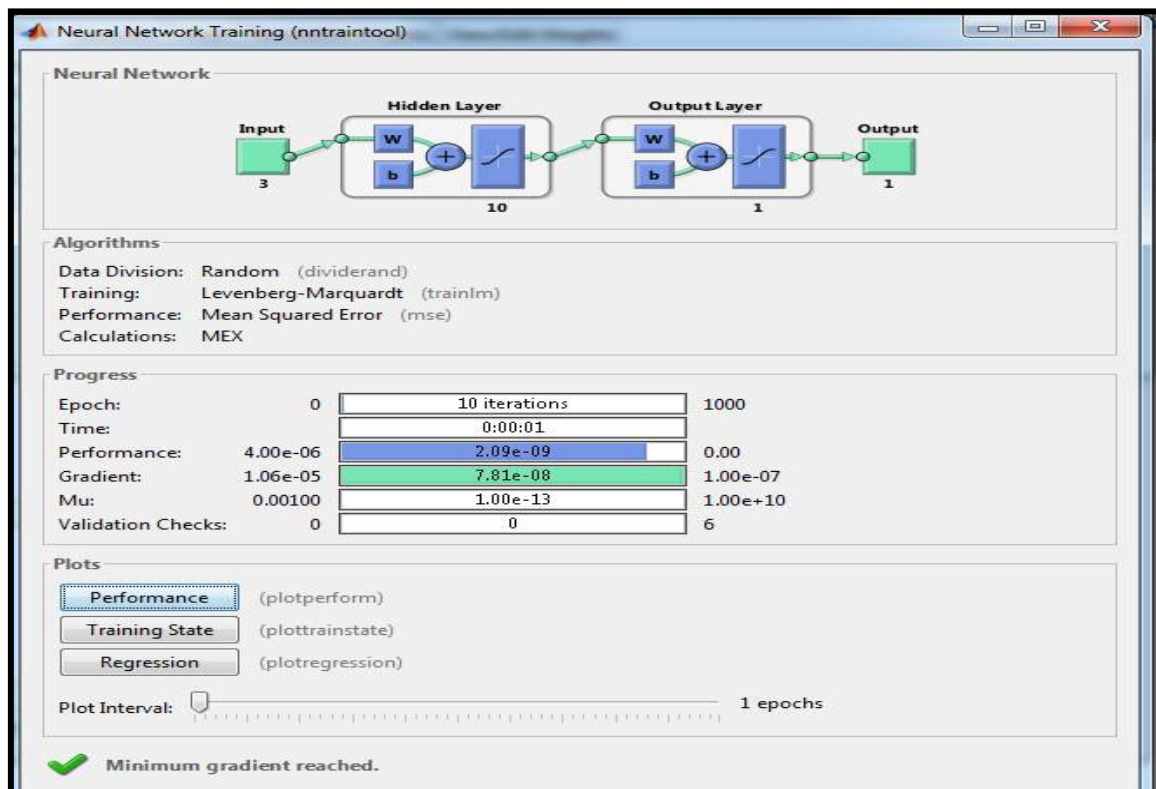 Neural Network Training (nntraintool)
Neural Network
Hidden Layer Output Layer
Input Output
W W
b b
3 10 1 1
Algorithms
Data Division: Random (dividerand)
Training: Levenberg-Marquardt (trainlm)
Performance: Mean Squared Error (mse)
Calculations: MEX
Progress
Epoch: 0 10 iterations 1000
Time: 0:00:01
Performance: 4.00e-06 2.09e-09 0.00
Gradient: 1.06e-05 7.81e-08 1.00e-07
Mu: 0.00100 1.00e-13 1.00e+10
Validation Checks: 0 0 6
Plots
Performance (plotperform)
Training State (plottrainstate)
Regression (plotregression)
Plot Interval: 1 epochs
Minimum gradient reached.